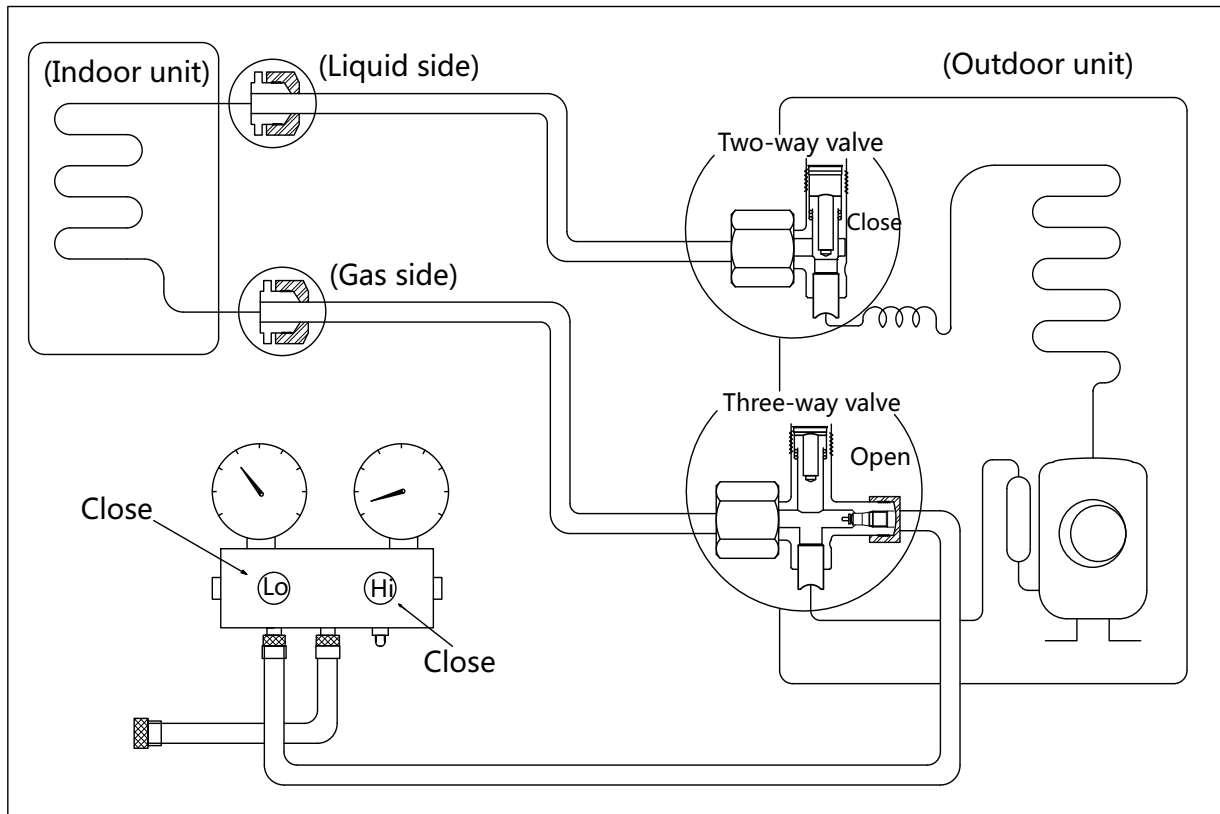 (Indoor unit)
(Liquid side)
(Outdoor unit)
Two-way valve
Close
(Gas side)
Three-way valve
Open
Close
Lo
Hi
Close